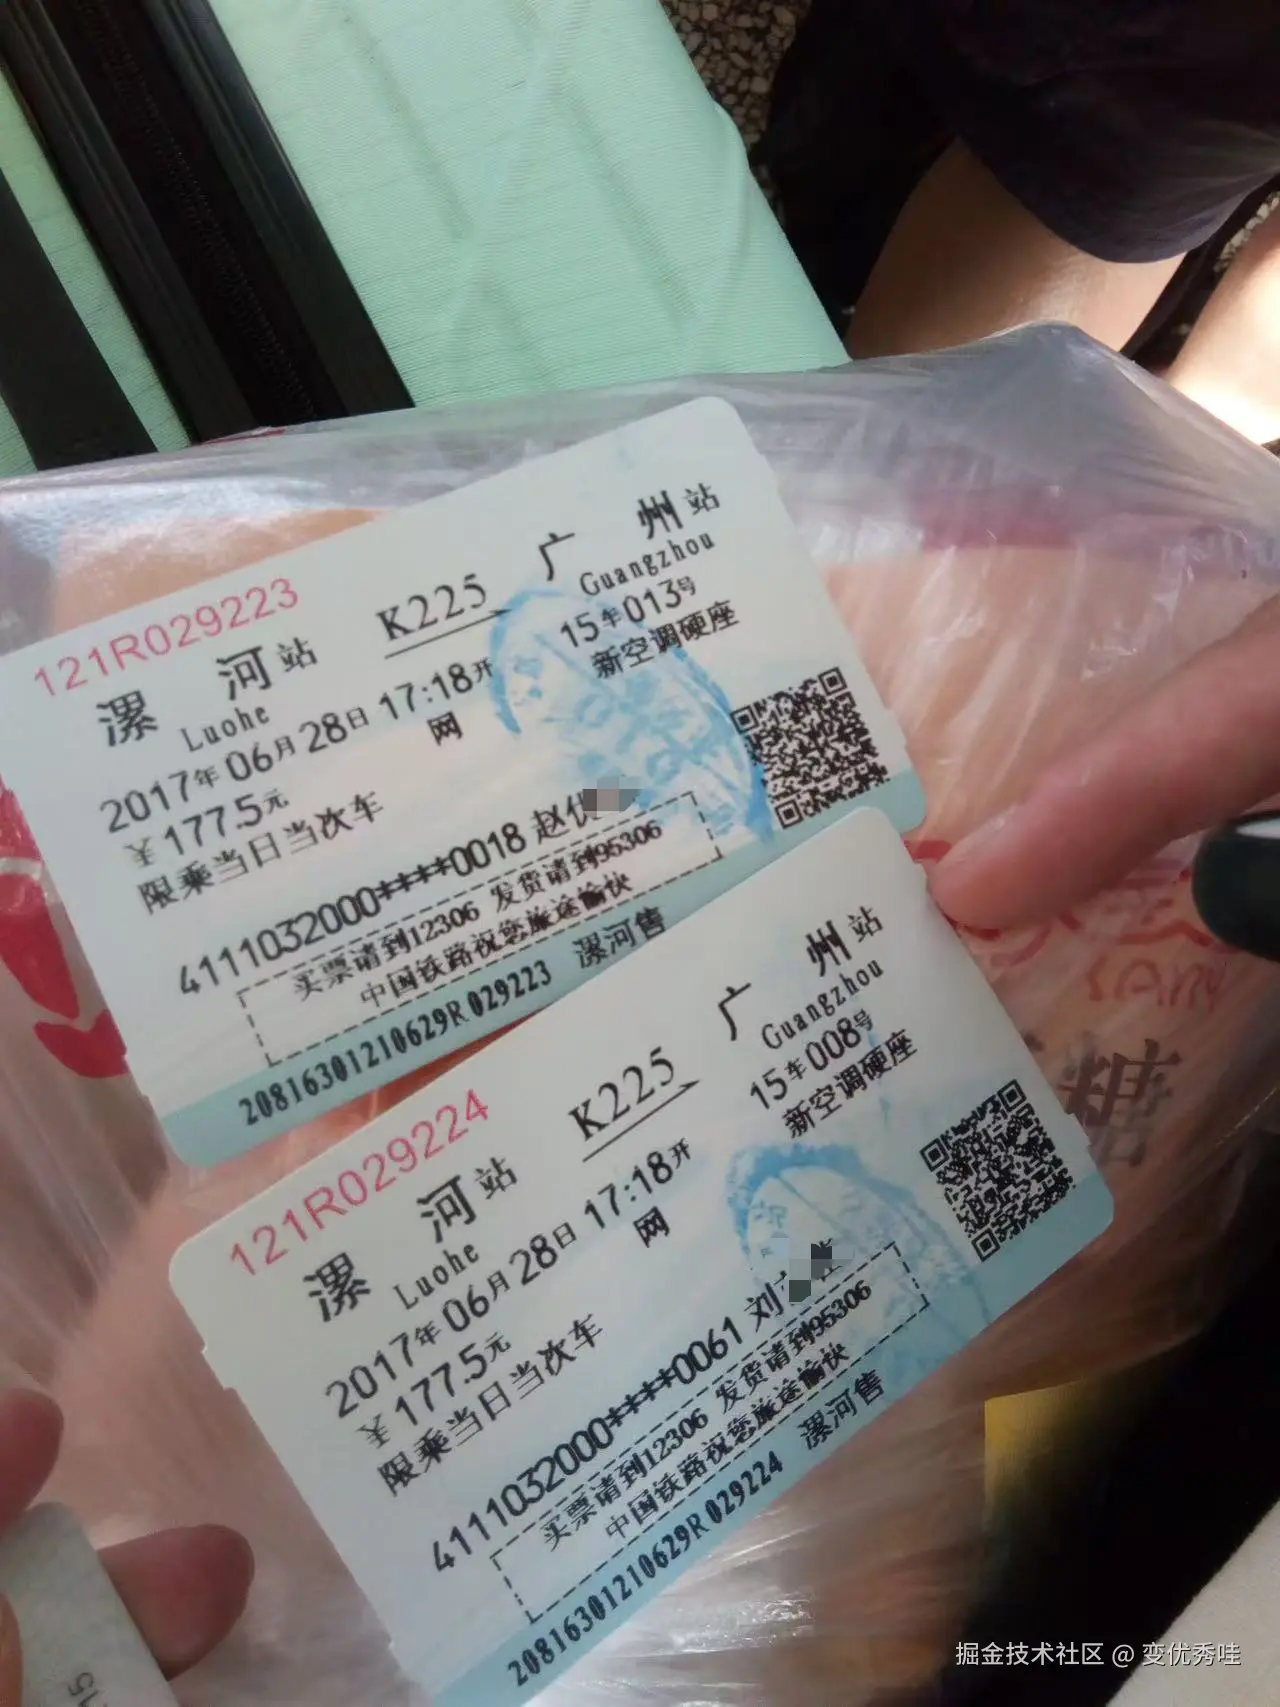 121R029223
漯河站 K225 广州站
Luohe Guangzhou
2017年06月28日 17:18开 15车013号
¥177.5元 网 新空调硬座
限乘当日当次车
4111032000****0018 赵
买票请到12306 发货请到95306
中国铁路祝您旅途愉快
20816301210629R029223 漯河售
121R029224
漯河站 K225 广州站
Luohe Guangzhou
2017年06月28日 17:18开 15车008号
¥177.5元 网 新空调硬座
限乘当日当次车
4111032000****0061 刘
买票请到12306 发货请到95306
中国铁路祝您旅途愉快
20816301210629R029224 漯河售
糖
掘金技术社区 @ 变优秀哇